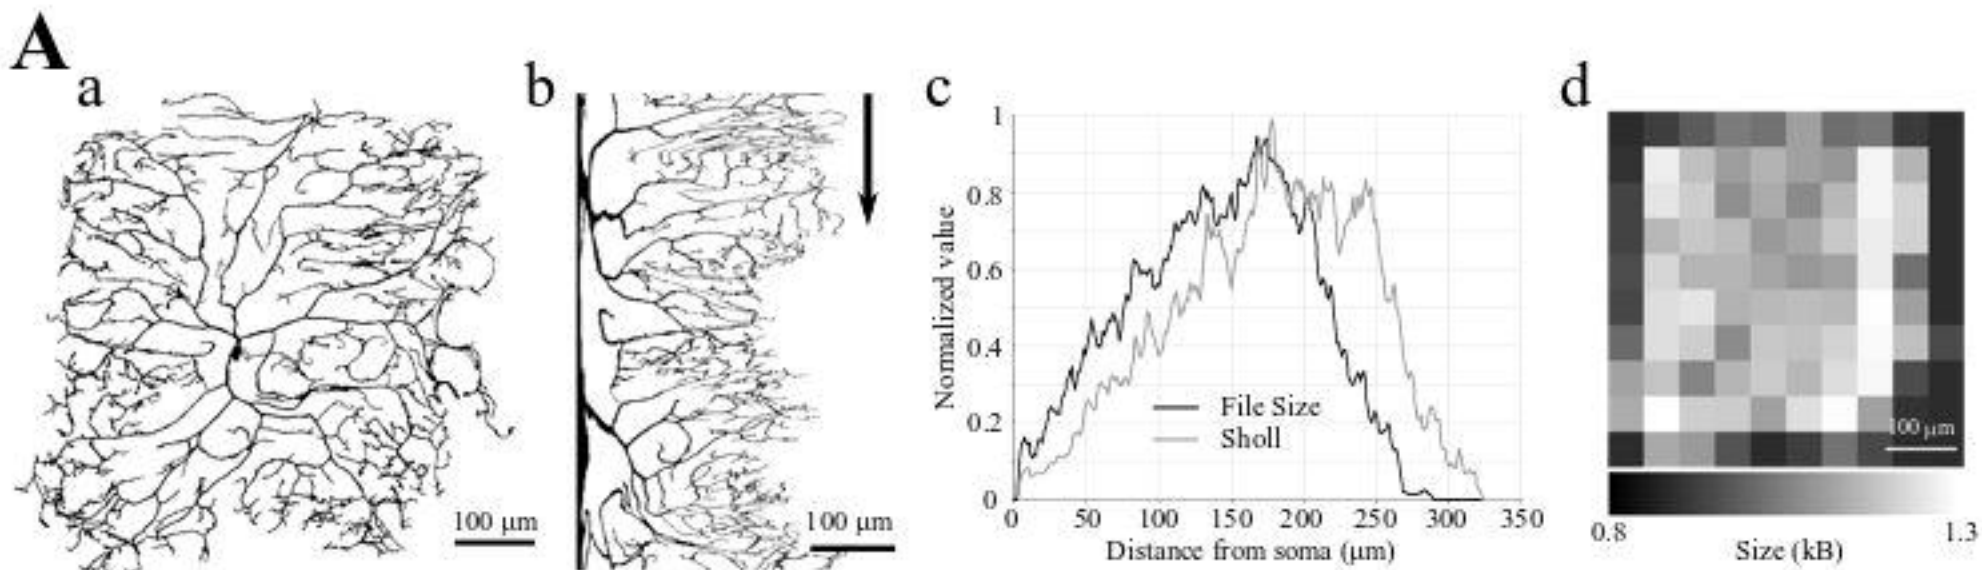 A
a
b
c
d
100 µm
100 µm
Normalized value
1
0.8
0.6
0.4
0.2
0
0
50
100
150
200
250
300
350
Distance from soma (µm)
File Size
Sholl
100 µm
0.8
1.3
Size (kB)